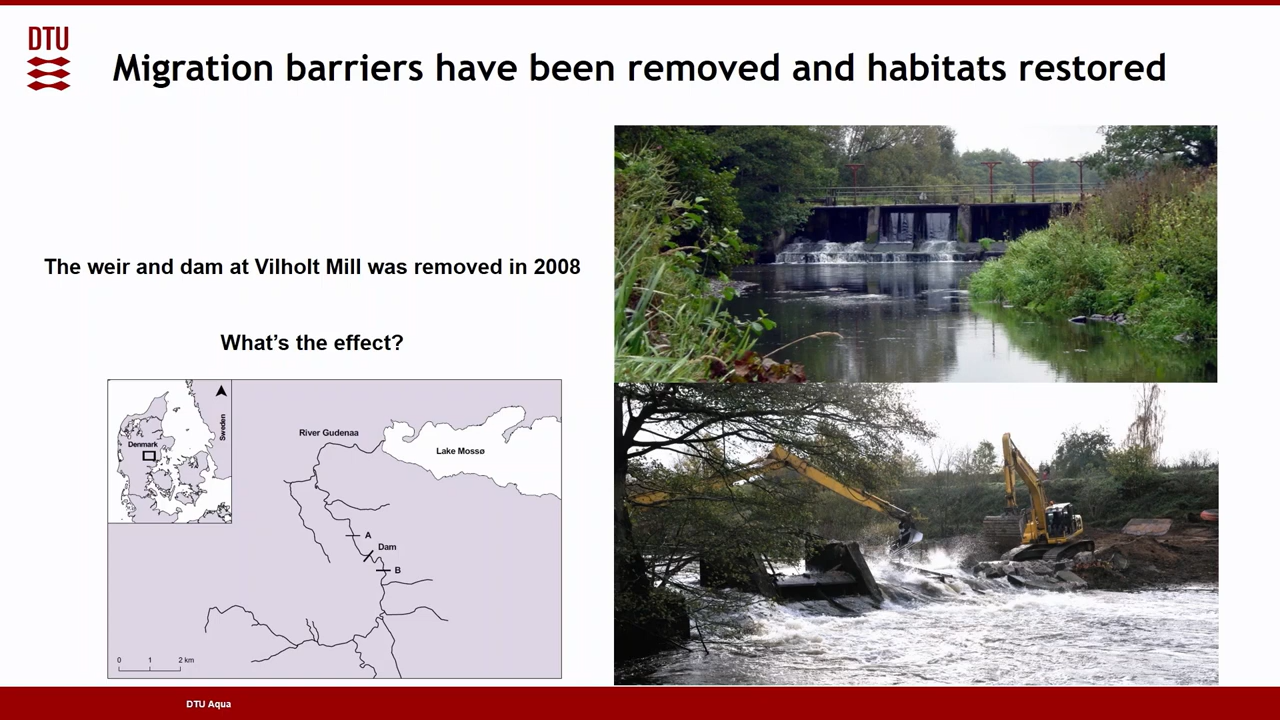 DTU
Migration barriers have been removed and habitats restored
The weir and dam at Vilholt Mill was removed in 2008
What's the effect?
Sweden
Denmark
River Gudenaa
Lake Mossø
A
Dam
B
0 1 2 km
DTU Aqua